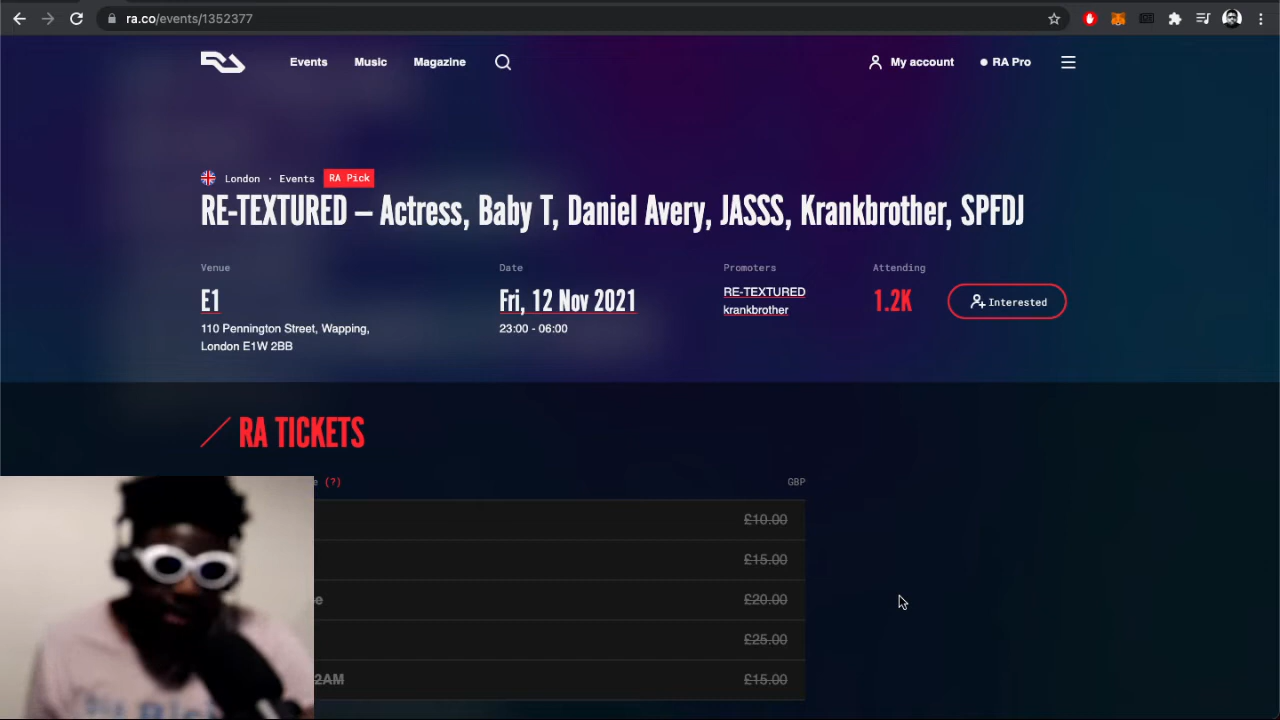 ra.co/events/1352377
Events Music Magazine My account RA Pro
London · Events RA Pick
RE-TEXTURED – Actress, Baby T, Daniel Avery, JASSS, Krankbrother, SPFDJ
Venue Date Promoters Attending
E1 Fri, 12 Nov 2021 RE-TEXTURED 1.2K Interested
krankbrother
110 Pennington Street, Wapping, 23:00 - 06:00
London E1W 2BB
RA TICKETS
e (?) GBP
£10.00
£15.00
e £20.00
£25.00
2AM £15.00